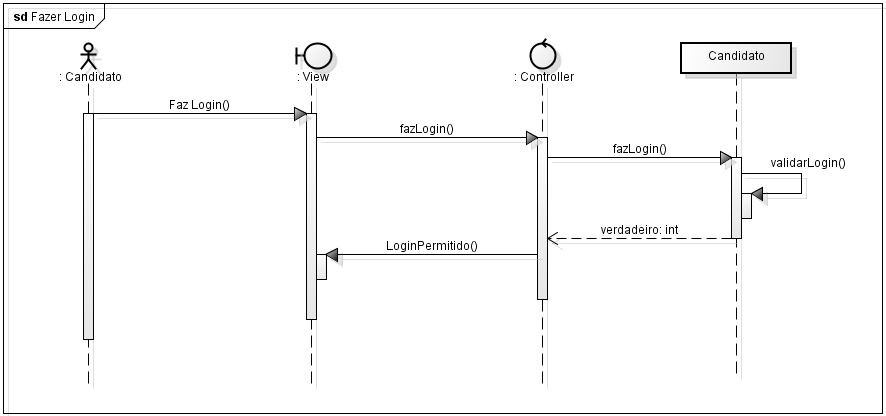 sd Fazer Login
: Candidato
: View
: Controller
Candidato
Faz Login()
fazLogin()
fazLogin()
validarLogin()
verdadeiro: int
LoginPermitido()